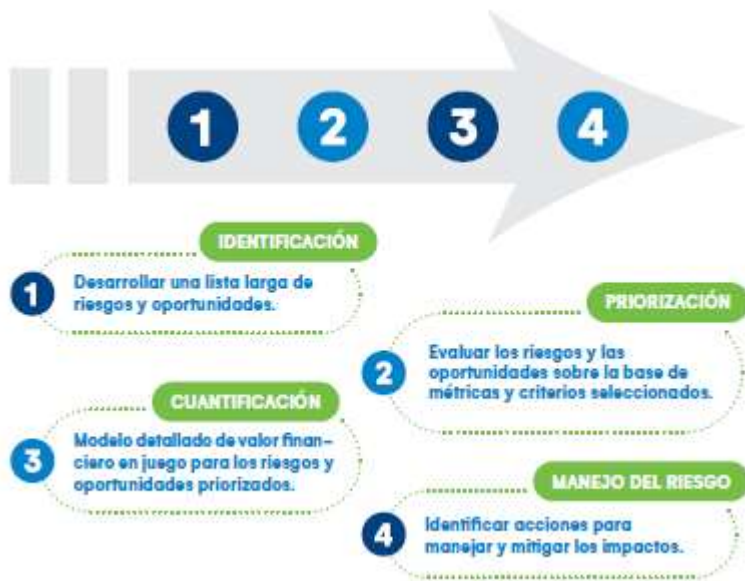 1 2 3 4
IDENTIFICACIÓN
1
Desarrollar una lista larga de
riesgos y oportunidades.
PRIORIZACIÓN
2
Evaluar los riesgos y las
oportunidades sobre la base de
métricas y criterios seleccionados.
CUANTIFICACIÓN
3
Modelo detallado de valor finan-
ciero en juego para los riesgos y
oportunidades priorizados.
MANEJO DEL RIESGO
4
Identificar acciones para
manejar y mitigar los impactos.